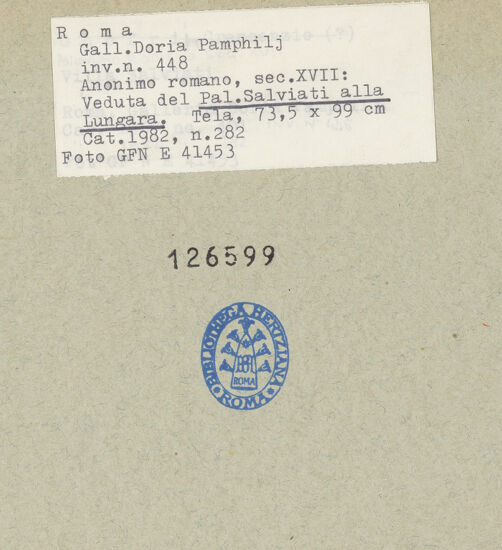 Roma
Gall.Doria Pamphilj
inv.n. 448
Anonimo romano, sec.XVII:
Veduta del Pal.Salviati alla
Lungara. Tela, 73,5 x 99 cm
Cat.1982, n.282
Foto GFN E 41453
126599
BIBLIOTHECA HERTZIANA
ROMA
ROMA